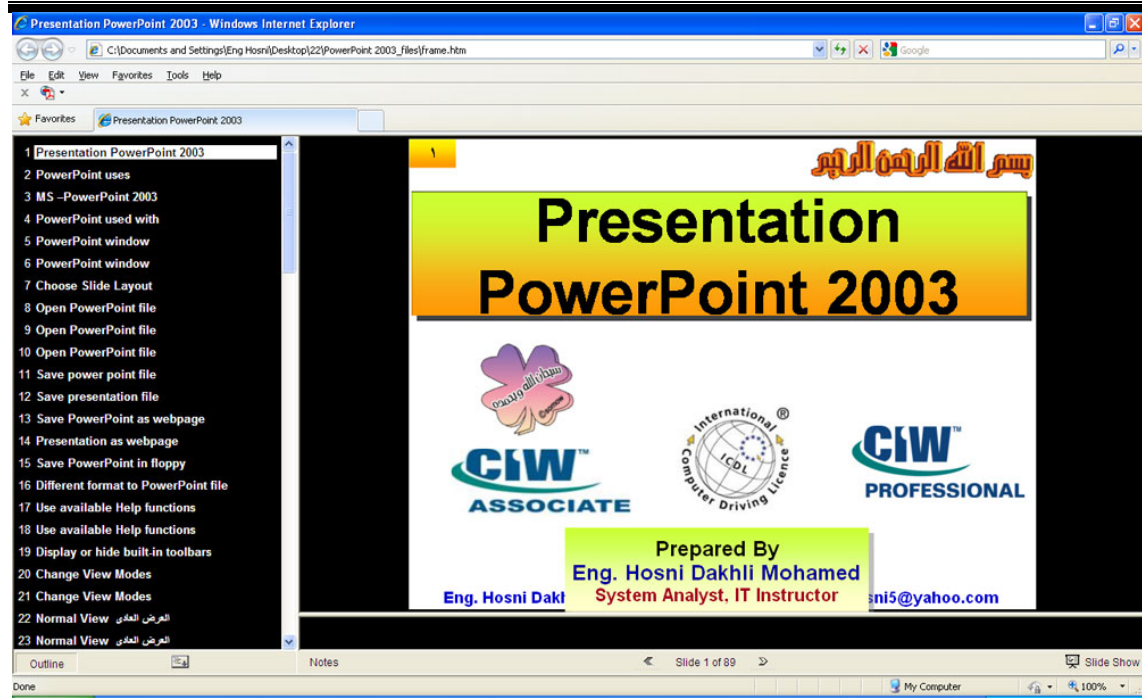 Presentation PowerPoint 2003 - Windows Internet Explorer
C:\Documents and Settings\Eng Hosni\Desktop\22\PowerPoint 2003_files\frame.htm
Google
File Edit View Favorites Tools Help
x
Favorites
Presentation PowerPoint 2003
1 Presentation PowerPoint 2003
2 PowerPoint uses
3 MS –PowerPoint 2003
4 PowerPoint used with
5 PowerPoint window
6 PowerPoint window
7 Choose Slide Layout
8 Open PowerPoint file
9 Open PowerPoint file
10 Open PowerPoint file
11 Save power point file
12 Save presentation file
13 Save PowerPoint as webpage
14 Presentation as webpage
15 Save PowerPoint in floppy
16 Different format to PowerPoint file
17 Use available Help functions
18 Use available Help functions
19 Display or hide built-in toolbars
20 Change View Modes
21 Change View Modes
22 Normal View العرض العادى
23 Normal View العرض العادى
١
بسم الله الرحمن الرحيم
Presentation
PowerPoint 2003
سبحان الله وبحمده
CIW™
ASSOCIATE
International ®
Computer Driving Licence
ICDL
CIW™
PROFESSIONAL
Prepared By
Eng. Hosni Dakhli Mohamed
System Analyst, IT Instructor
Eng. Hosni Dakh
sni5@yahoo.com
Outline
Notes
Slide 1 of 89
Slide Show
Done
My Computer
100%